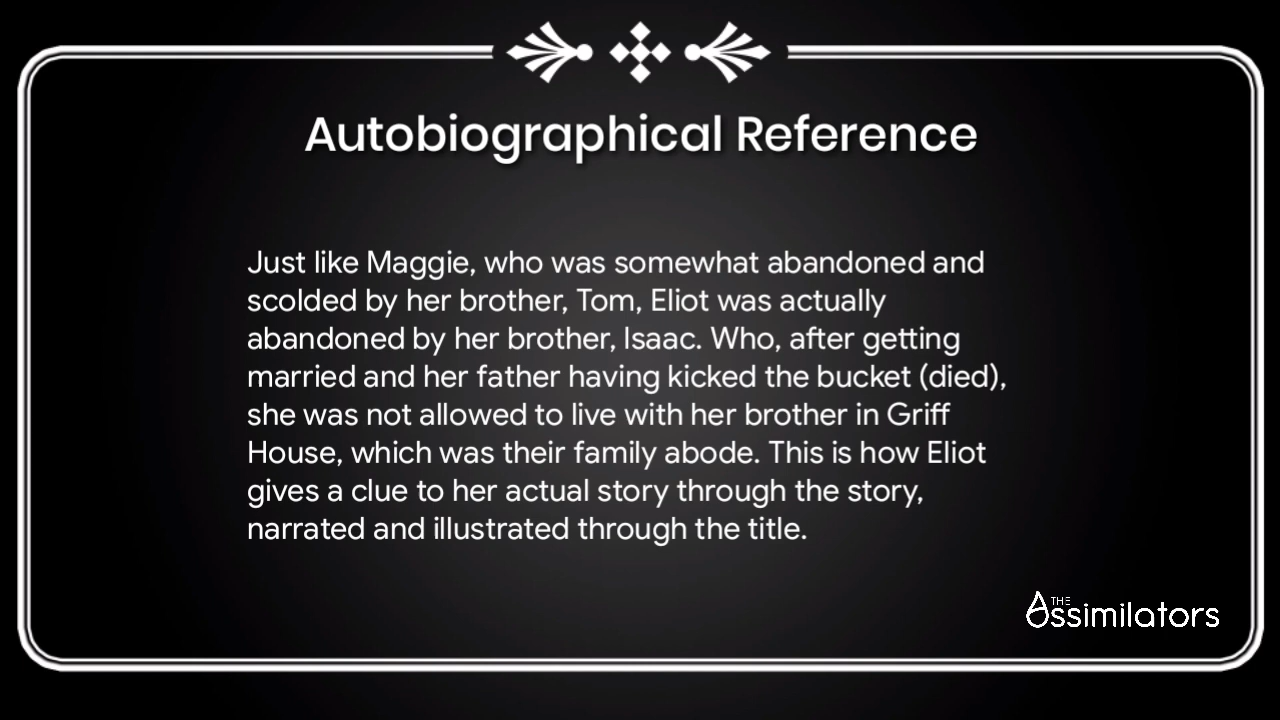 Autobiographical Reference
Just like Maggie, who was somewhat abandoned and
scolded by her brother, Tom, Eliot was actually
abandoned by her brother, Isaac. Who, after getting
married and her father having kicked the bucket (died),
she was not allowed to live with her brother in Griff
House, which was their family abode. This is how Eliot
gives a clue to her actual story through the story,
narrated and illustrated through the title.
THE
Assimilators